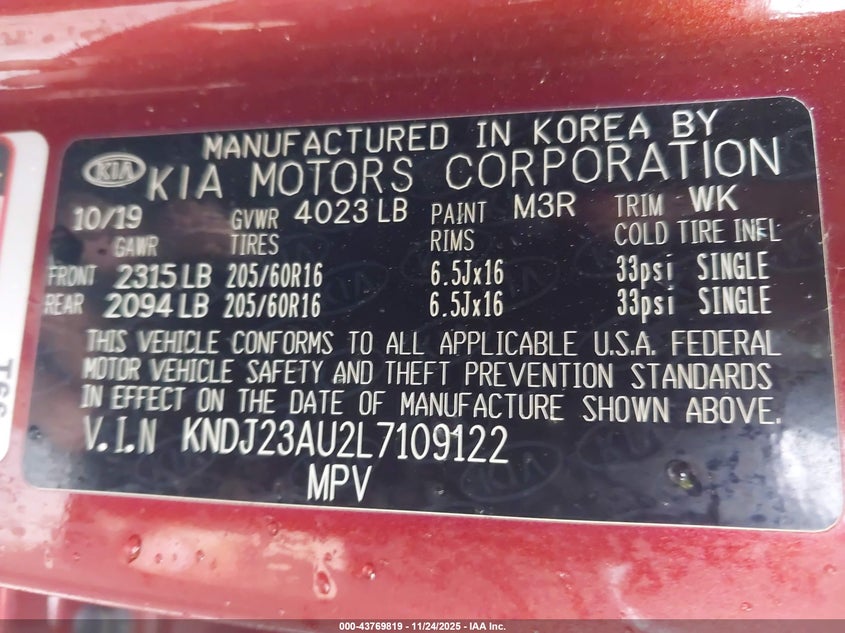 MANUFACTURED IN KOREA BY
KIA KIA MOTORS CORPORATION
10/19 GVWR 4023 LB PAINT M3R TRIM WK
GAWR TIRES RIMS COLD TIRE INFL
FRONT 2315 LB 205/60R16 6.5Jx16 33psi SINGLE
REAR 2094 LB 205/60R16 6.5Jx16 33psi SINGLE
THIS VEHICLE CONFORMS TO ALL APPLICABLE U.S.A. FEDERAL
MOTOR VEHICLE SAFETY AND THEFT PREVENTION STANDARDS
IN EFFECT ON THE DATE OF MANUFACTURE SHOWN ABOVE.
V.I.N KNDJ23AU2L7109122
MPV
000-43769819 - 11/24/2025 - IAA Inc.